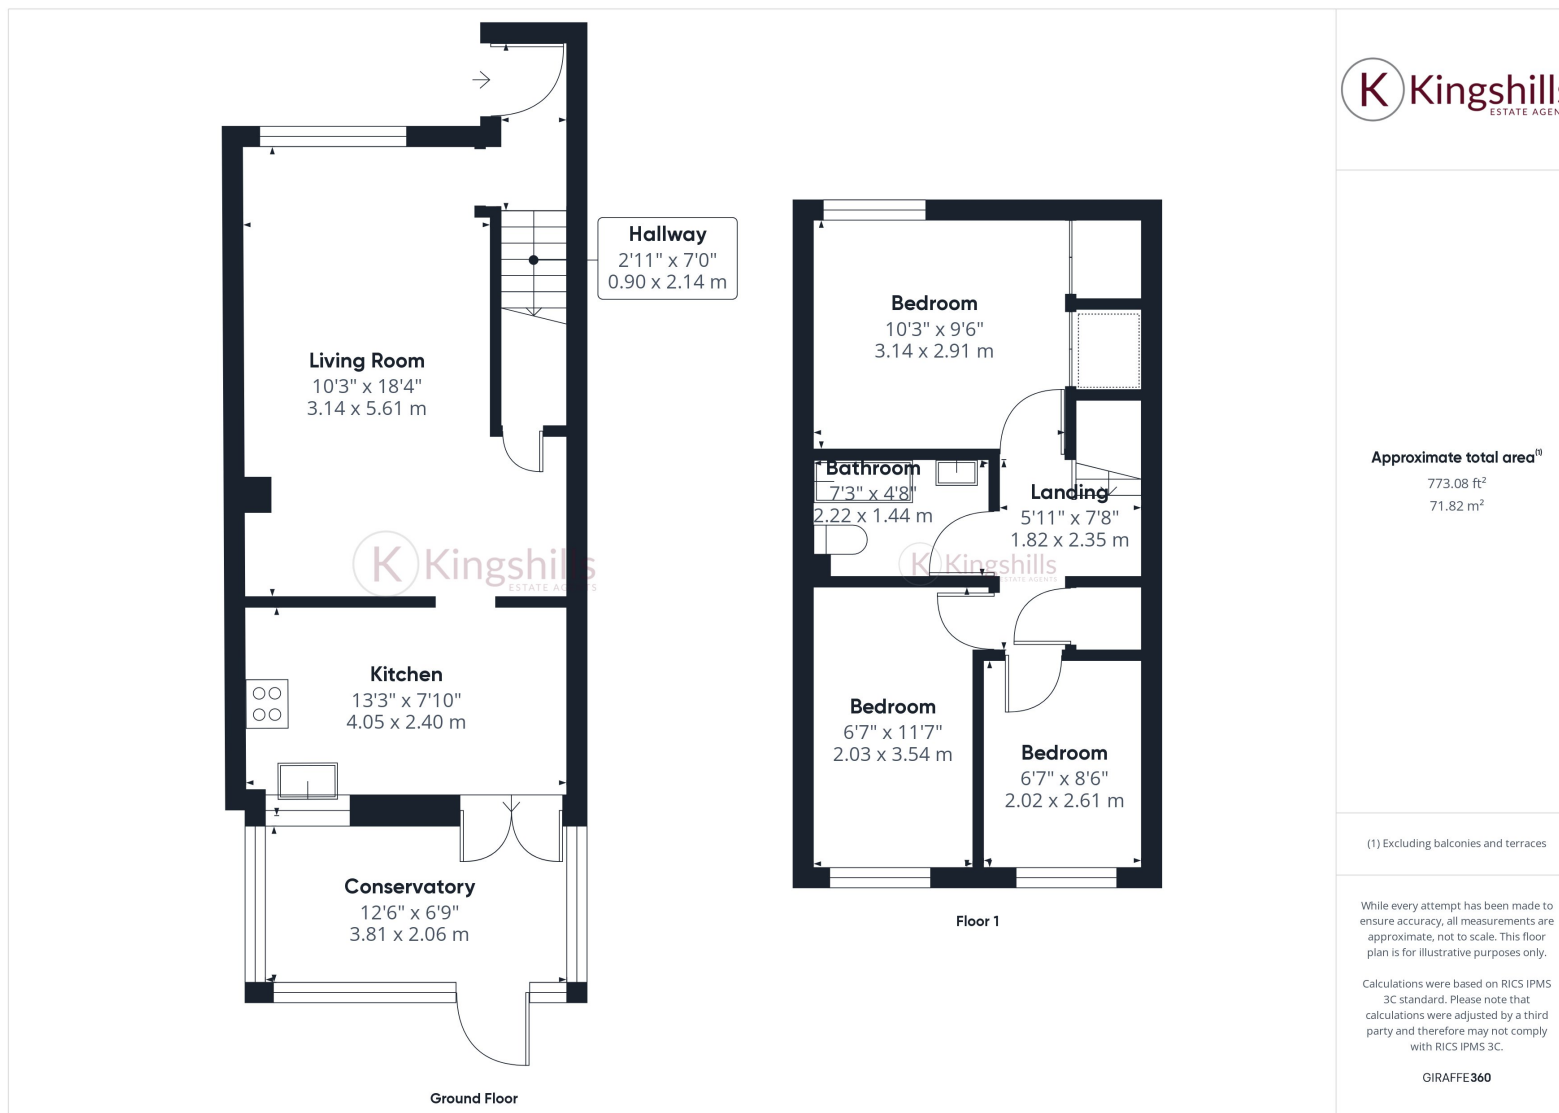 Hallway
2'11" x 7'0"
0.90 x 2.14 m
Living Room
10'3" x 18'4"
3.14 x 5.61 m
Kingshills
ESTATE AGENTS
Kitchen
13'3" x 7'10"
4.05 x 2.40 m
Conservatory
12'6" x 6'9"
3.81 x 2.06 m
Ground Floor
Bedroom
10'3" x 9'6"
3.14 x 2.91 m
Bathroom
7'3" x 4'8"
2.22 x 1.44 m
Landing
5'11" x 7'8"
1.82 x 2.35 m
K Kingshills
ESTATE AGENTS
Bedroom
6'7" x 11'7"
2.03 x 3.54 m
Bedroom
6'7" x 8'6"
2.02 x 2.61 m
Floor 1
K Kingshills
ESTATE AGEN
Approximate total area(1)
773.08 ft²
71.82 m²
(1) Excluding balconies and terraces
While every attempt has been made to
ensure accuracy, all measurements are
approximate, not to scale. This floor
plan is for illustrative purposes only.
Calculations were based on RICS IPMS
3C standard. Please note that
calculations were adjusted by a third
party and therefore may not comply
with RICS IPMS 3C.
GIRAFFE360